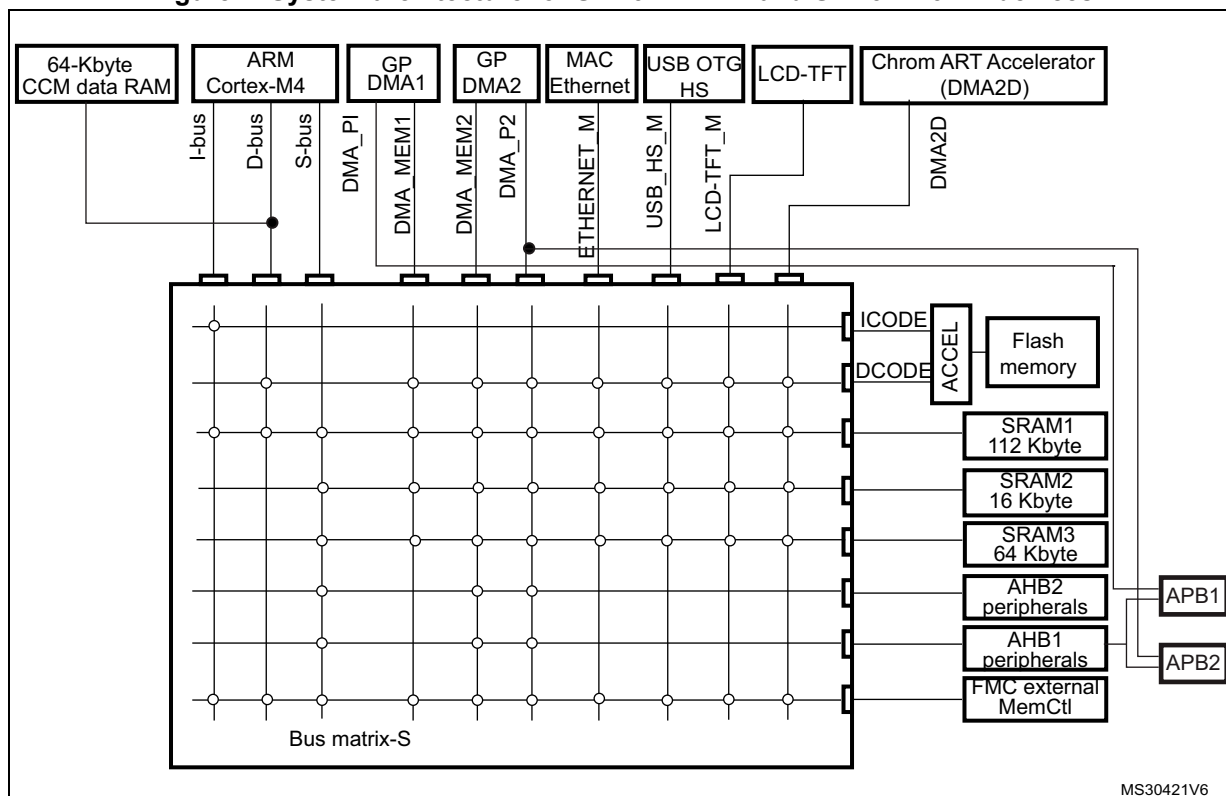 64-Kbyte
CCM data RAM
ARM
Cortex-M4
GP
DMA1
GP
DMA2
MAC
Ethernet
USB OTG
HS
LCD-TFT
Chrom ART Accelerator
(DMA2D)
I-bus
D-bus
S-bus
DMA_PI
DMA_MEM1
DMA_MEM2
DMA_P2
ETHERNET_M
USB_HS_M
LCD-TFT_M
DMA2D
ICODE
DCODE
ACCEL
Flash
memory
SRAM1
112 Kbyte
SRAM2
16 Kbyte
SRAM3
64 Kbyte
AHB2
peripherals
AHB1
peripherals
FMC external
MemCtl
APB1
APB2
Bus matrix-S
MS30421V6